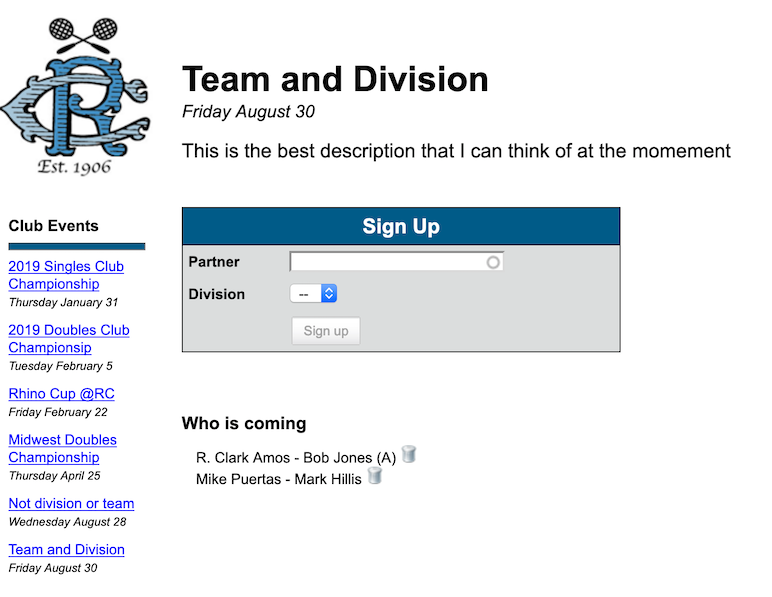 Est. 1906
Team and Division
Friday August 30
This is the best description that I can think of at the momement
Club Events
2019 Singles Club
Championship
Thursday January 31
2019 Doubles Club
Championsip
Tuesday February 5
Rhino Cup @RC
Friday February 22
Midwest Doubles
Championship
Thursday April 25
Not division or team
Wednesday August 28
Team and Division
Friday August 30
Sign Up
Partner
Division --
Sign up
Who is coming
R. Clark Amos - Bob Jones (A)
Mike Puertas - Mark Hillis